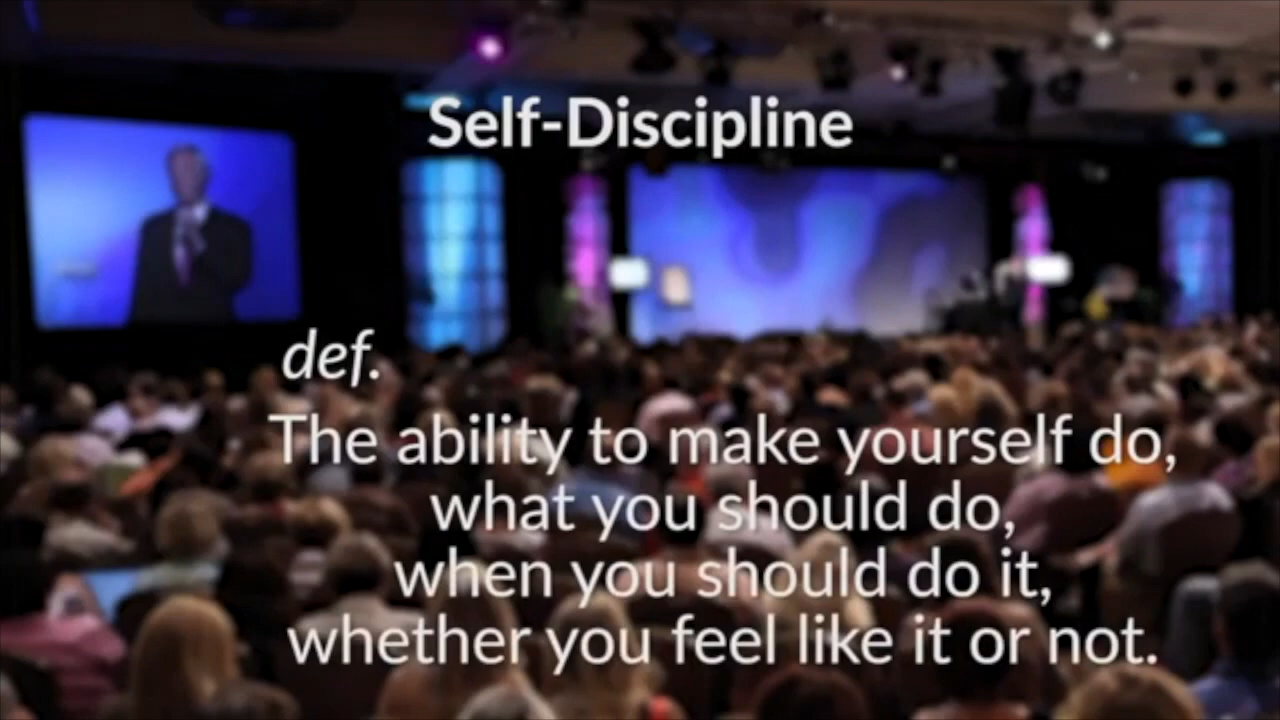 Self-Discipline
def.
The ability to make yourself do,
what you should do,
when you should do it,
whether you feel like it or not.